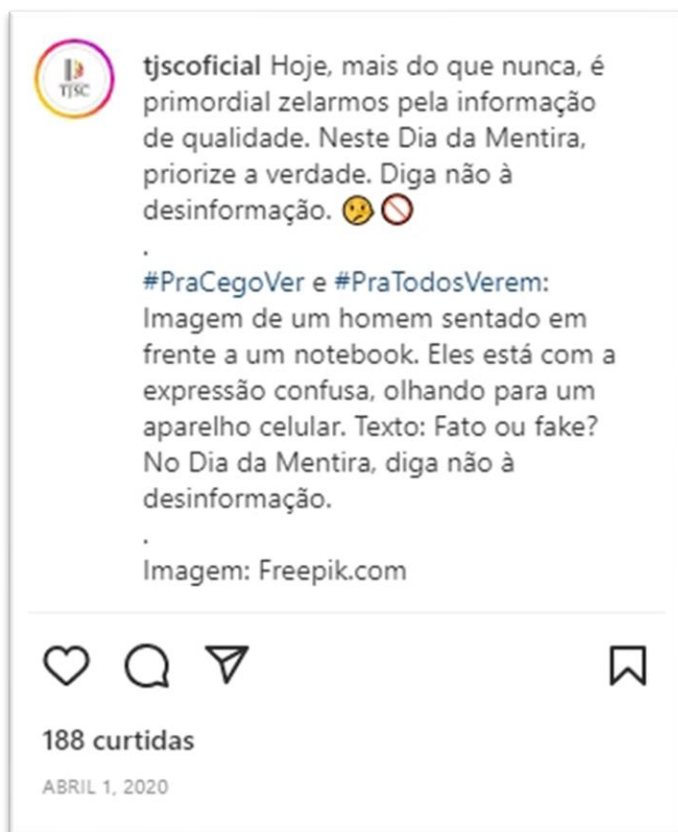 TJSC
tjscoficial Hoje, mais do que nunca, é
primordial zelarmos pela informação
de qualidade. Neste Dia da Mentira,
priorize a verdade. Diga não à
desinformação. 🤨🚫
.
#PraCegoVer e #PraTodosVerem:
Imagem de um homem sentado em
frente a um notebook. Eles está com a
expressão confusa, olhando para um
aparelho celular. Texto: Fato ou fake?
No Dia da Mentira, diga não à
desinformação.
.
Imagem: Freepik.com
188 curtidas
ABRIL 1, 2020